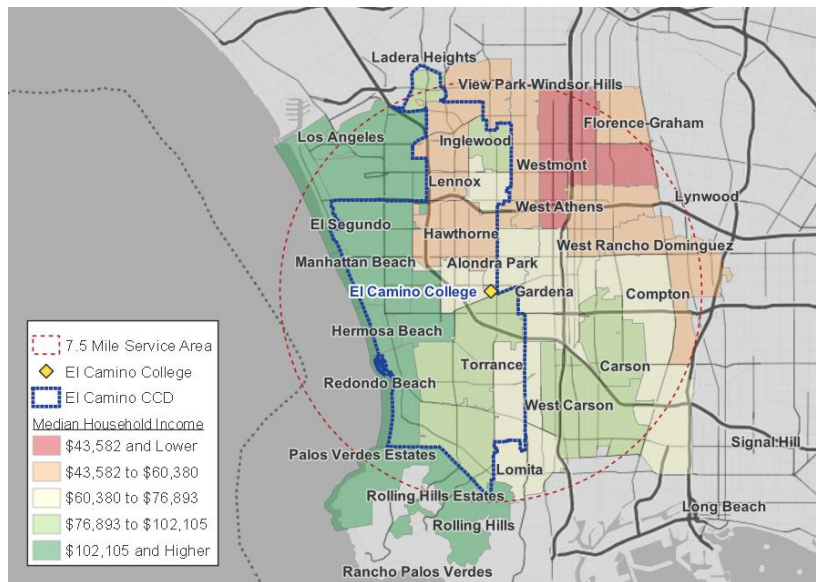 Ladera Heights
View Park-Windsor Hills
Florence-Graham
Los Angeles
Inglewood
Westmont
Lennox
Lynwood
West Athens
El Segundo
Hawthorne
West Rancho Dominguez
Manhattan Beach
Alondra Park
El Camino College
Gardena
Compton
Hermosa Beach
Torrance
Carson
Redondo Beach
West Carson
Signal Hill
Palos Verdes Estates
Lomita
Rolling Hills Estates
Long Beach
Rolling Hills
Rancho Palos Verdes
7.5 Mile Service Area
El Camino College
El Camino CCD
Median Household Income
$43,582 and Lower
$43,582 to $60,380
$60,380 to $76,893
$76,893 to $102,105
$102,105 and Higher